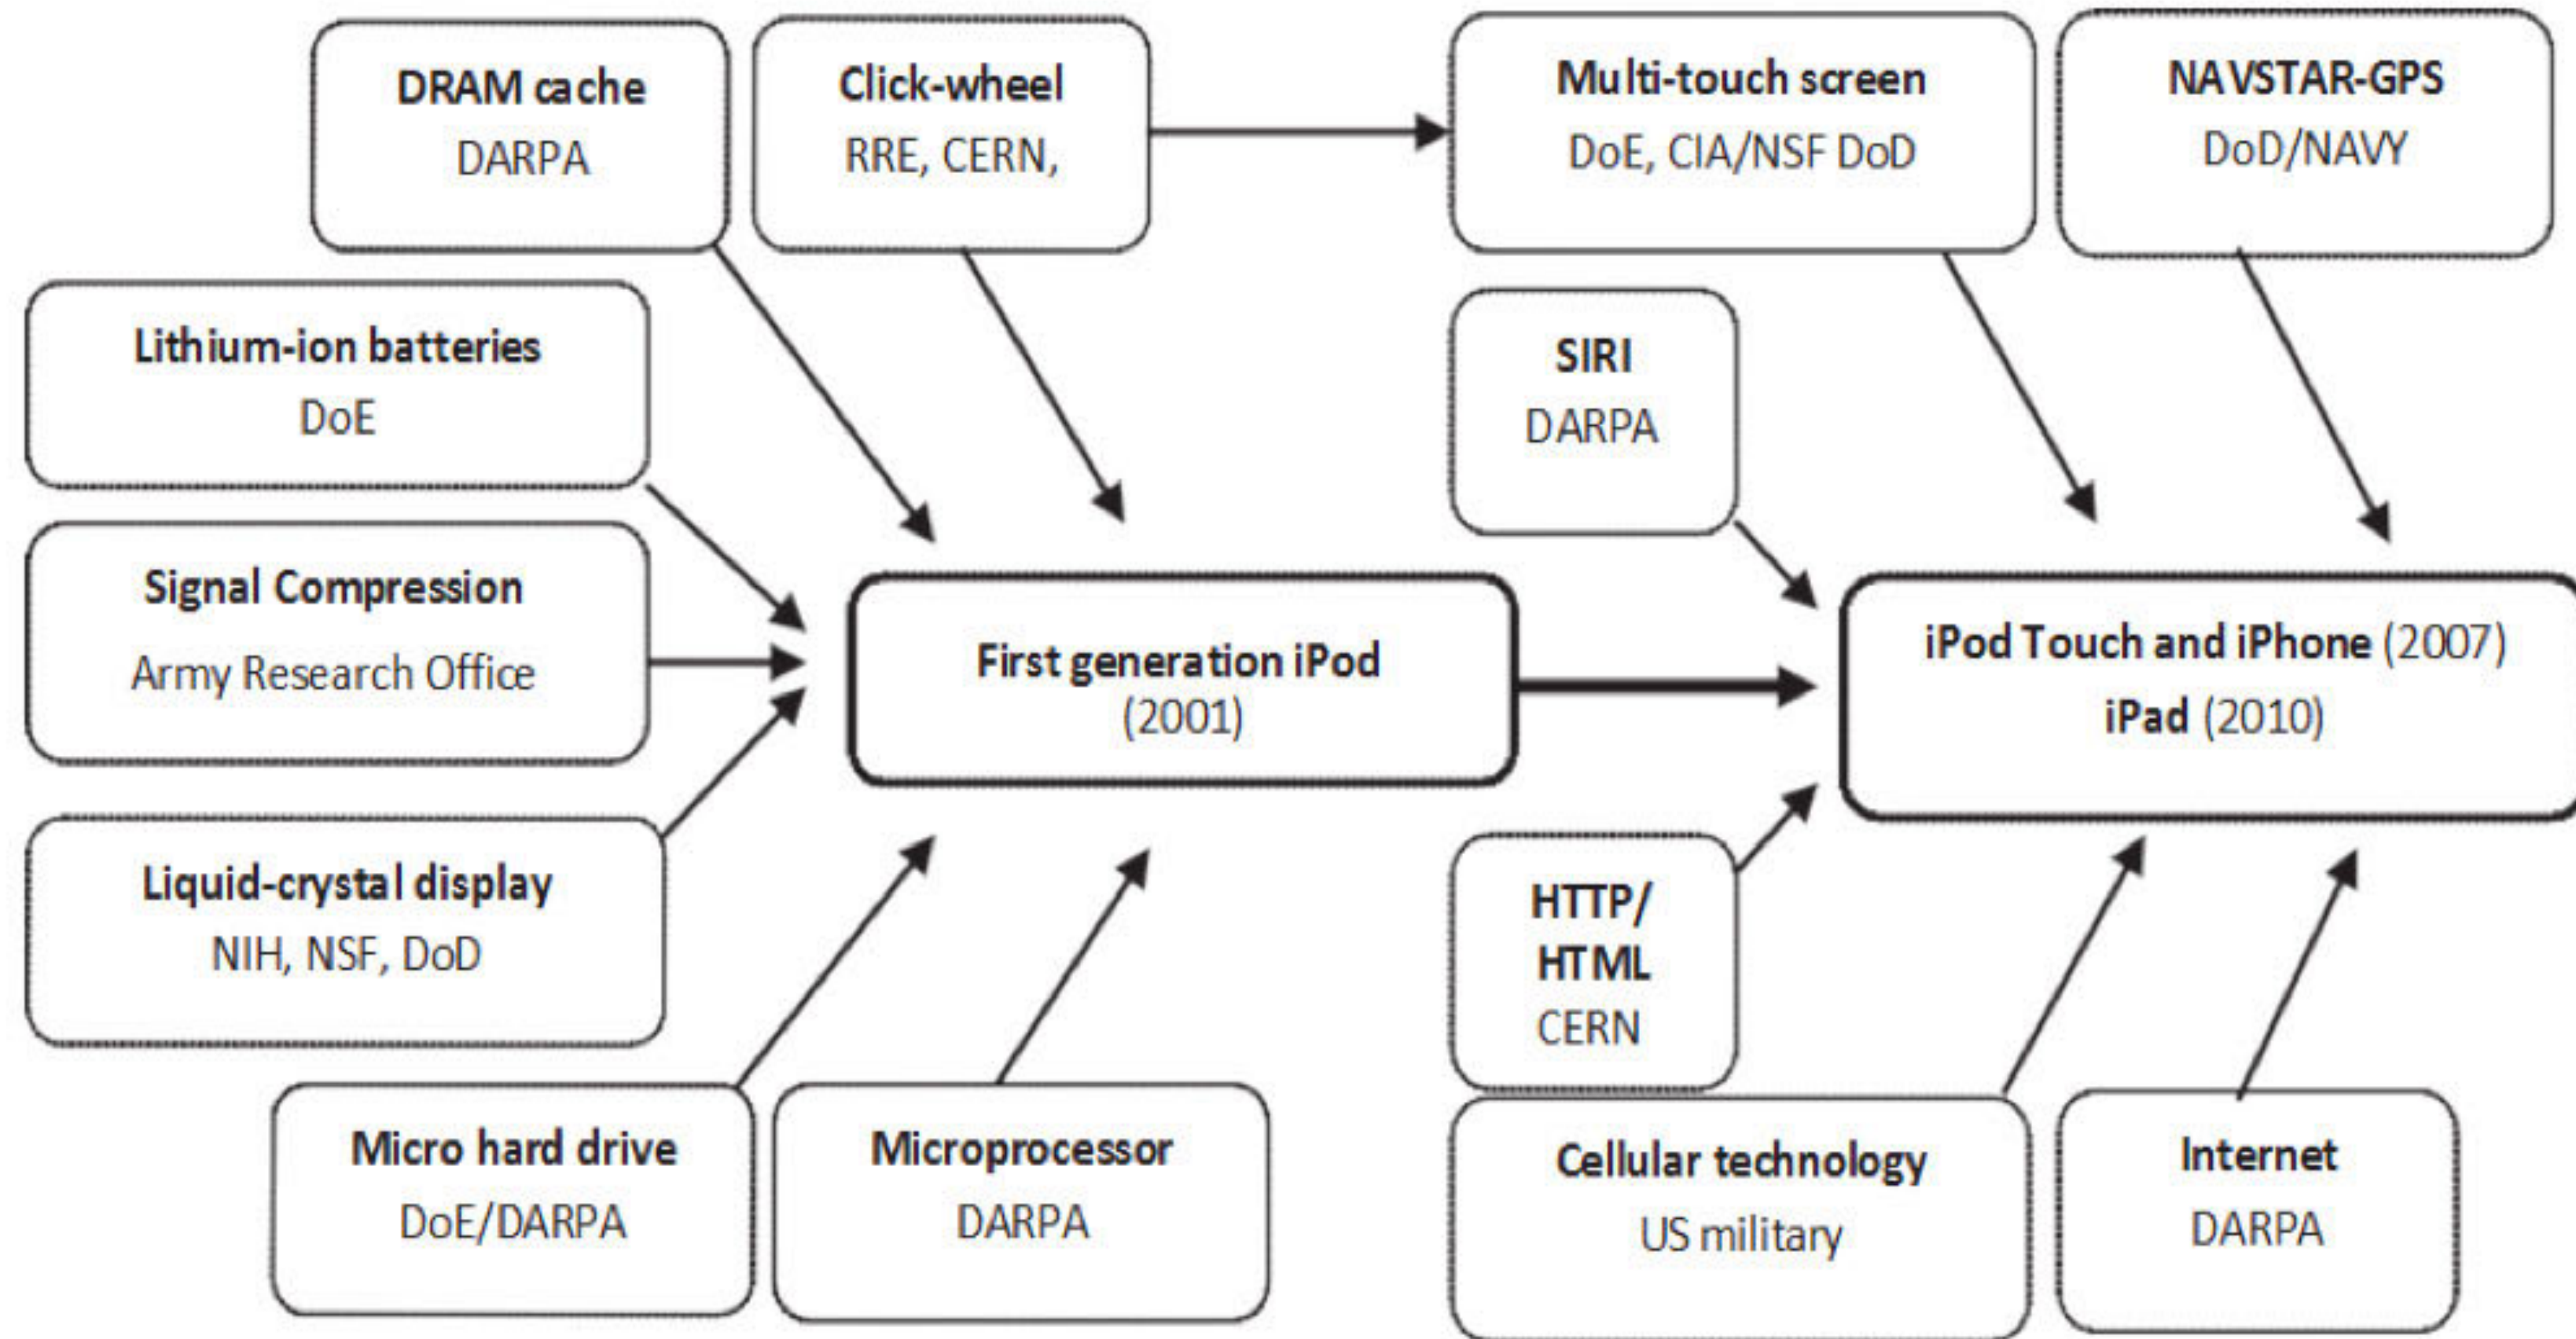 DRAM cache
DARPA
Click-wheel
RRE, CERN,
Multi-touch screen
DoE, CIA/NSF DoD
NAVSTAR-GPS
DoD/NAVY
Lithium-ion batteries
DoE
SIRI
DARPA
Signal Compression
Army Research Office
First generation iPod
(2001)
iPod Touch and iPhone (2007)
iPad (2010)
Liquid-crystal display
NIH, NSF, DoD
HTTP/
HTML
CERN
Micro hard drive
DoE/DARPA
Microprocessor
DARPA
Cellular technology
US military
Internet
DARPA